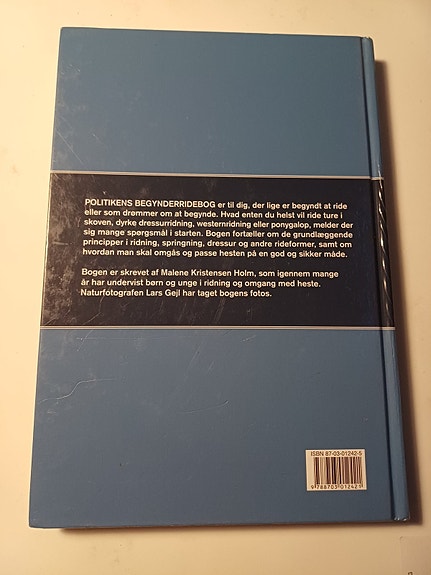 POLITIKENS BEGYNDERRIDEBOG er til dig, der lige er begyndt at ride
eller som drømmer om at begynde. Hvad enten du helst vil ride ture i
skoven, dyrke dressurridning, westernridning eller ponygalop, melder der
sig mange spørgsmål i starten. Bogen fortæller om de grundlæggende
principper i ridning, springning, dressur og andre rideformer, samt om
hvordan man skal omgås og passe hesten på en god og sikker måde.
Bogen er skrevet af Malene Kristensen Holm, som igennem mange
år har undervist børn og unge i ridning og omgang med heste.
Naturfotografen Lars Gejl har taget bogens fotos.
ISBN 87-03-01242-5
9 788703 012421